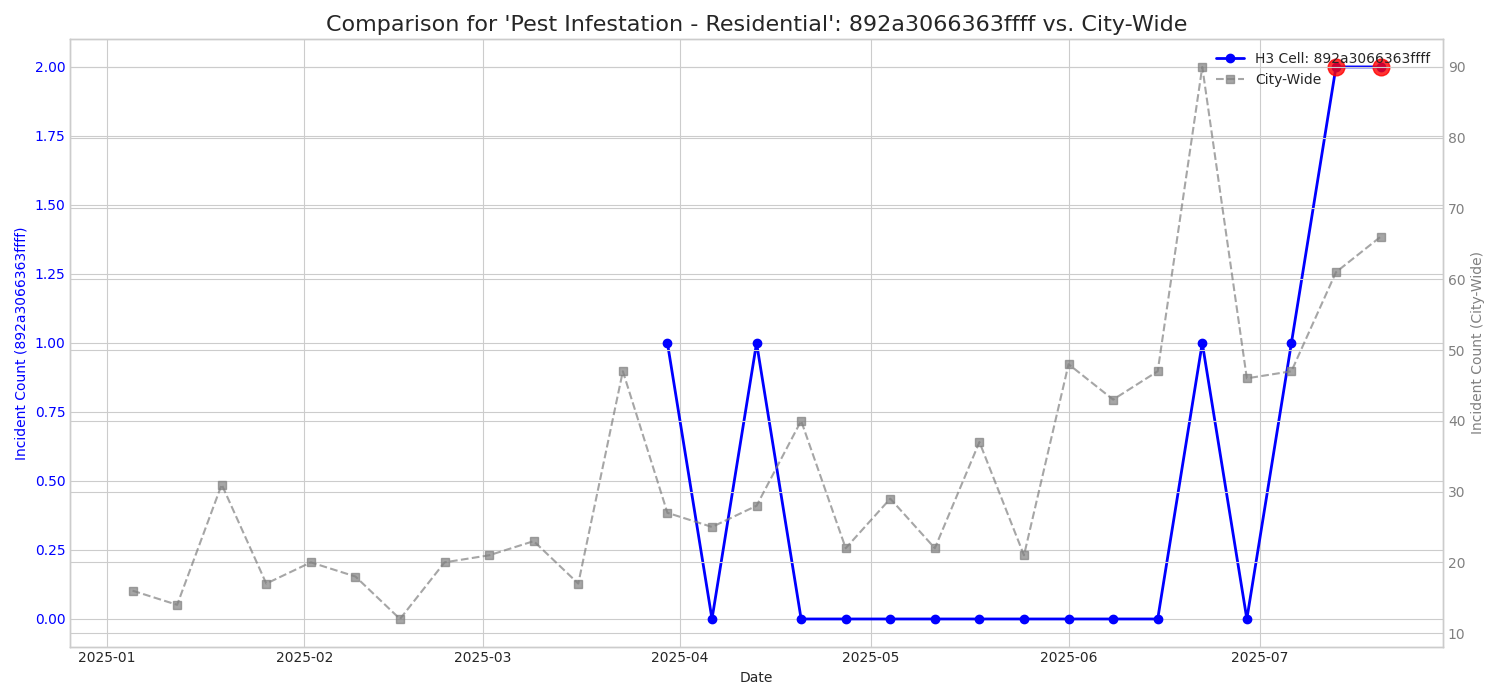 Comparison for 'Pest Infestation - Residential': 892a3066363ffff vs. City-Wide
H3 Cell: 892a3066363ffff
City-Wide
Incident Count (892a3066363ffff)
2.00
1.75
1.50
1.25
1.00
0.75
0.50
0.25
0.00
90
80
70
60
50
40
30
20
10
Incident Count (City-Wide)
2025-01 2025-02 2025-03 2025-04 2025-05 2025-06 2025-07
Date